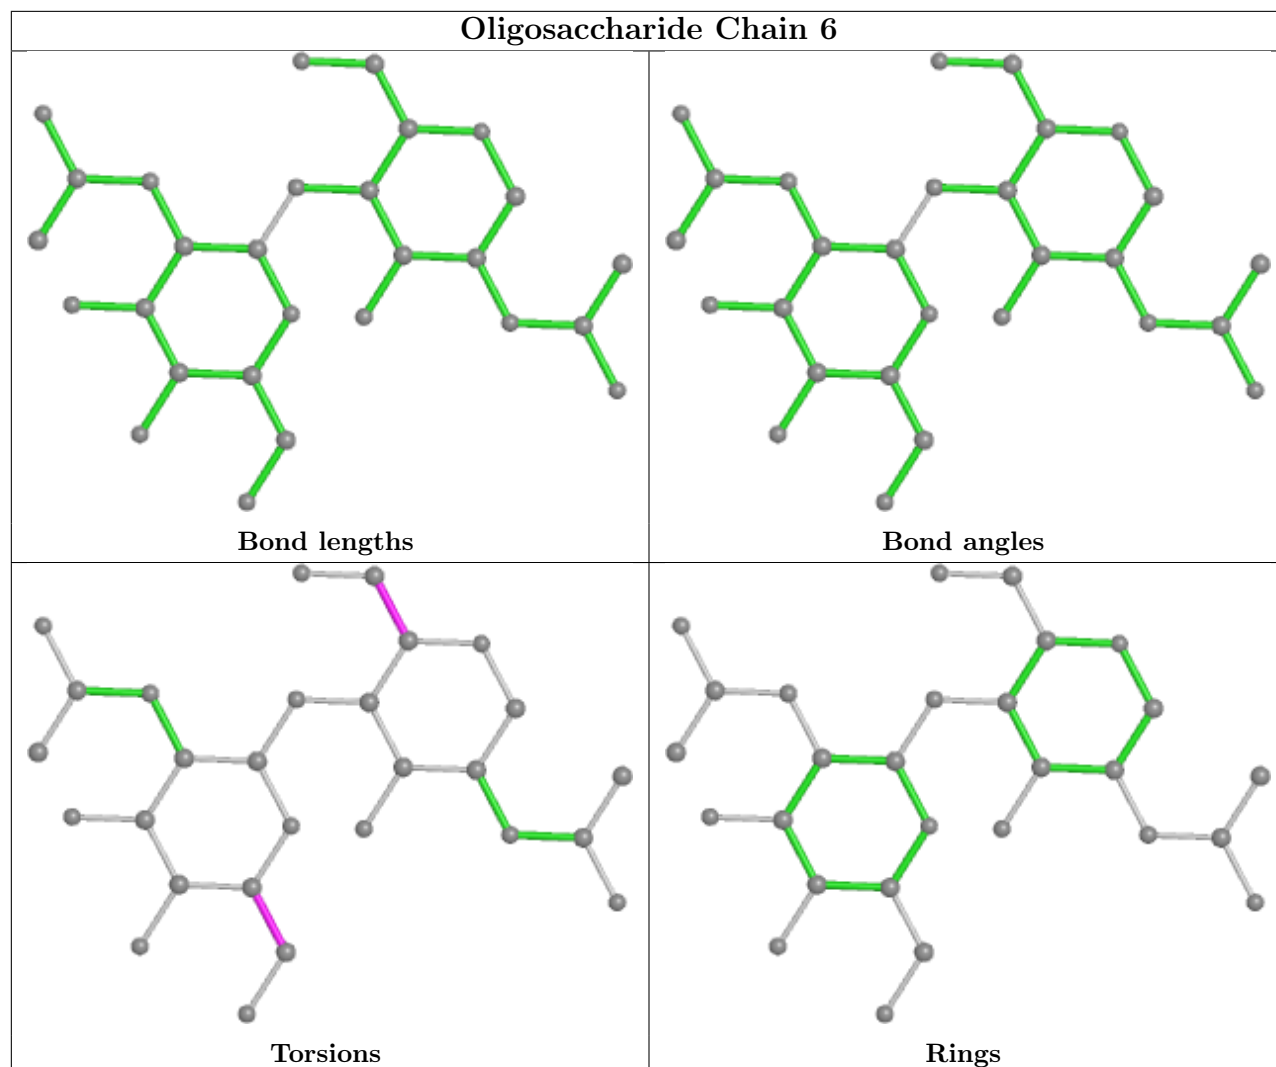 Oligosaccharide Chain 6
Bond lengths
Bond angles
Torsions
Rings